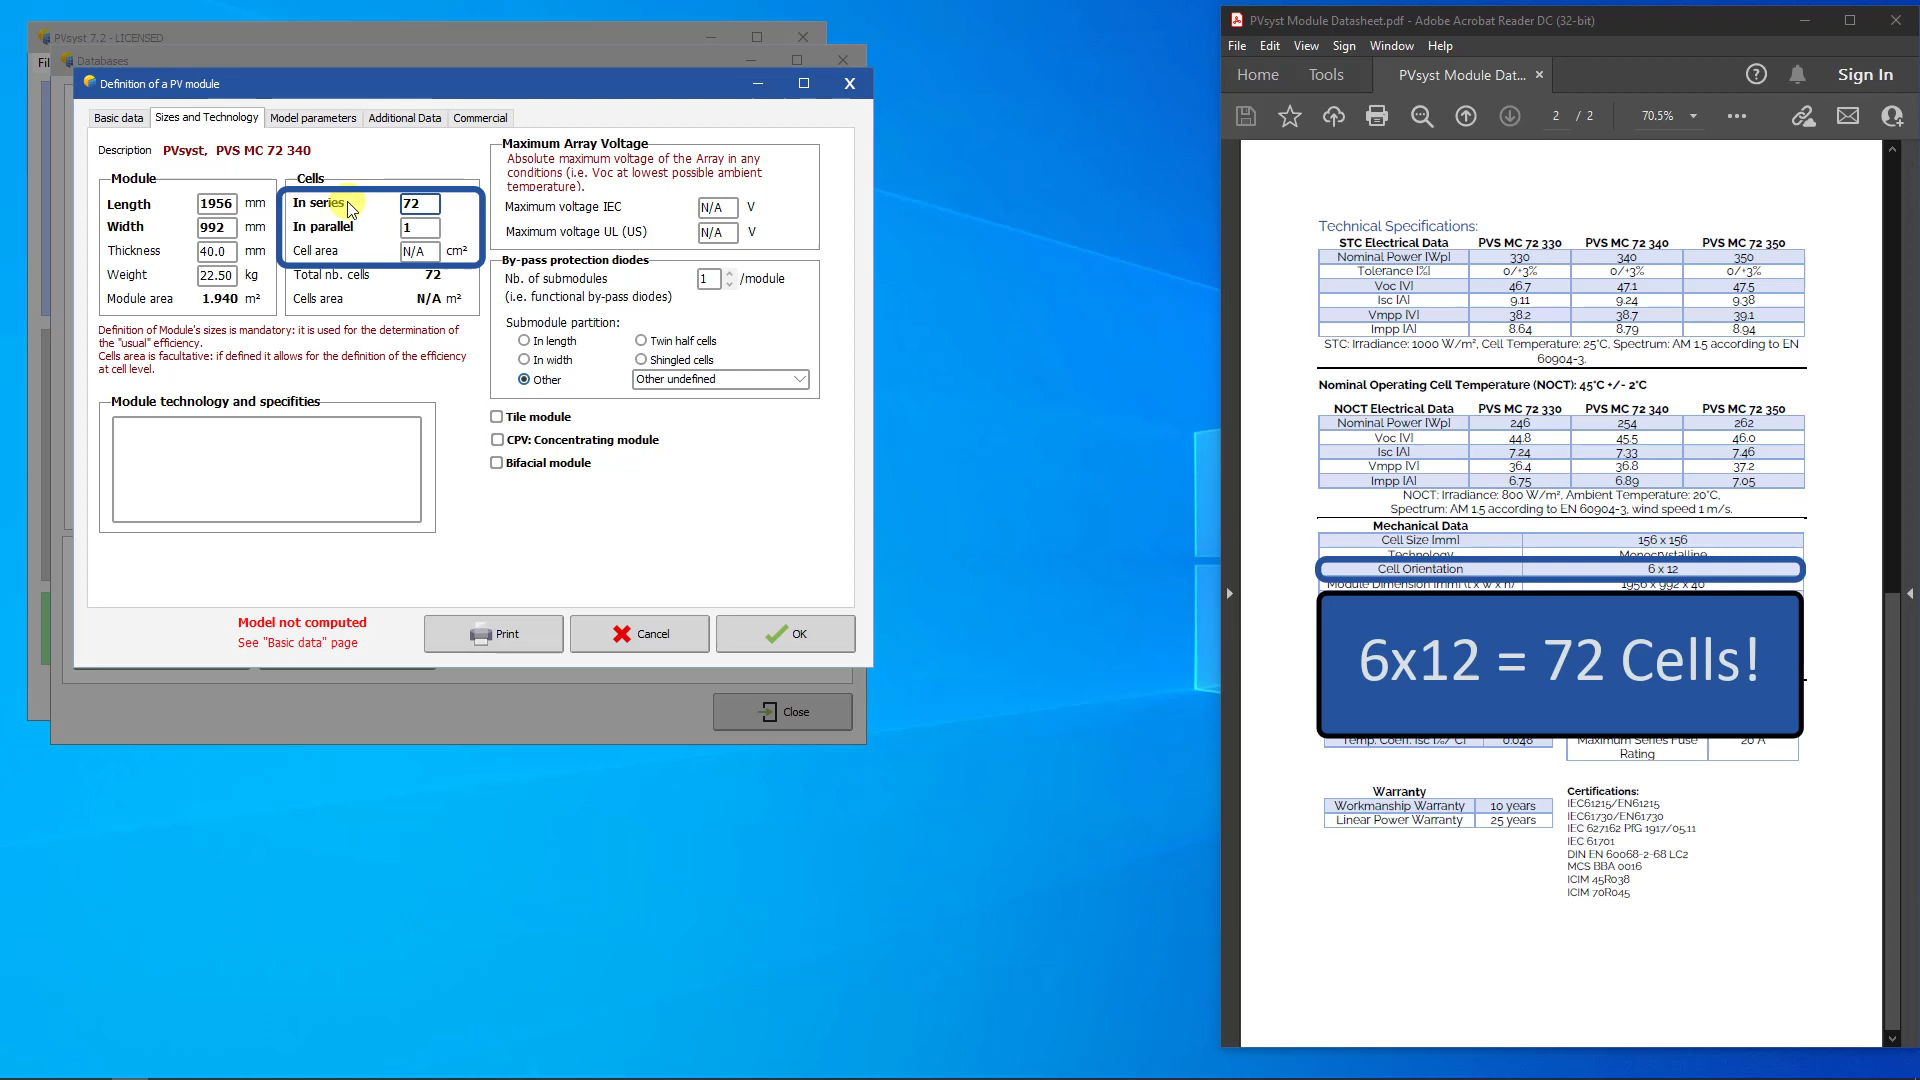 PVsyst 7.2 - LICENSED
Fil
Databases
Definition of a PV module
Basic data
Sizes and Technology
Model parameters
Additional Data
Commercial
Description PVsyst, PVS MC 72 340
Module
Length 1956 mm
Width 992 mm
Thickness 40.0 mm
Weight 22.50 kg
Module area 1.940 m²
Cells
In series 72
In parallel 1
Cell area N/A cm²
Total nb. cells 72
Cells area N/A m²
Definition of Module's sizes is mandatory: it is used for the determination of
the "usual" efficiency.
Cells area is facultative: if defined it allows for the definition of the efficiency
at cell level.
Module technology and specifities
Maximum Array Voltage
Absolute maximum voltage of the Array in any
conditions (i.e. Voc at lowest possible ambient
temperature).
Maximum voltage IEC N/A V
Maximum voltage UL (US) N/A V
By-pass protection diodes
Nb. of submodules 1 /module
(i.e. functional by-pass diodes)
Submodule partition:
In length
Twin half cells
In width
Shingled cells
Other
Other undefined
Tile module
CPV: Concentrating module
Bifacial module
Model not computed
See "Basic data" page
Print
Cancel
OK
Close
PVsyst Module Datasheet.pdf - Adobe Acrobat Reader DC (32-bit)
File Edit View Sign Window Help
Home Tools PVsyst Module Dat... × Sign In
2 / 2 70.5%
Technical Specifications:
STC Electrical Data PVS MC 72 330 PVS MC 72 340 PVS MC 72 350
Nominal Power [Wp] 330 340 350
Tolerance [%] 0/+3% 0/+3% 0/+3%
Voc [V] 46.7 47.1 47.5
Isc [A] 9.11 9.24 9.38
Vmpp [V] 38.2 38.7 39.1
Impp [A] 8.64 8.79 8.94
STC: Irradiance: 1000 W/m², Cell Temperature: 25°C, Spectrum: AM 1.5 according to EN
60904-3.
Nominal Operating Cell Temperature (NOCT): 45°C +/- 2°C
NOCT Electrical Data PVS MC 72 330 PVS MC 72 340 PVS MC 72 350
Nominal Power [Wp] 246 254 262
Voc [V] 44.8 45.5 46.0
Isc [A] 7.24 7.33 7.46
Vmpp [V] 36.4 36.8 37.2
Impp [A] 6.75 6.89 7.05
NOCT: Irradiance: 800 W/m², Ambient Temperature: 20°C,
Spectrum: AM 1.5 according to EN 60904-3, wind speed 1 m/s.
Mechanical Data
Cell Size [mm] 156 x 156
Technology Monocrystalline
Cell Orientation 6 x 12
Module Dimension [mm] (l x w x h) 1956 x 992 x 40
6x12 = 72 Cells!
Temp. Coeff. Isc [%/°C] 0.048
Maximum Series Fuse 20 A
Rating
Warranty
Workmanship Warranty 10 years
Linear Power Warranty 25 years
Certifications:
IEC61215/EN61215
IEC61730/EN61730
IEC 627162 PfG 1917/05.11
IEC 61701
DIN EN 60068-2-68 LC2
MCS BBA 0016
ICIM 45R038
ICIM 70R045